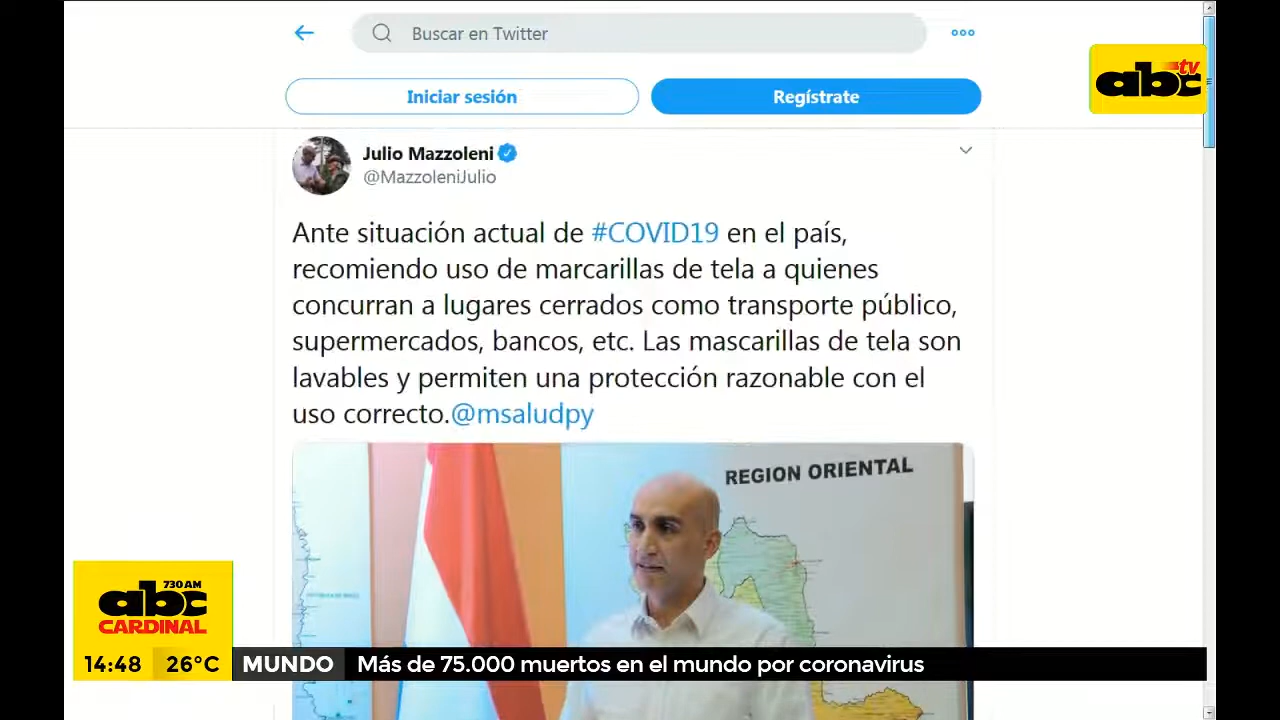 Buscar en Twitter
Iniciar sesión
Regístrate
abc tv
Julio Mazzoleni
@MazzoleniJulio
Ante situación actual de #COVID19 en el país,
recomiendo uso de marcarillas de tela a quienes
concurran a lugares cerrados como transporte público,
supermercados, bancos, etc. Las mascarillas de tela son
lavables y permiten una protección razonable con el
uso correcto.@msaludpy
REGION ORIENTAL
730 AM
abc
CARDINAL
14:48 26°C MUNDO Más de 75.000 muertos en el mundo por coronavirus